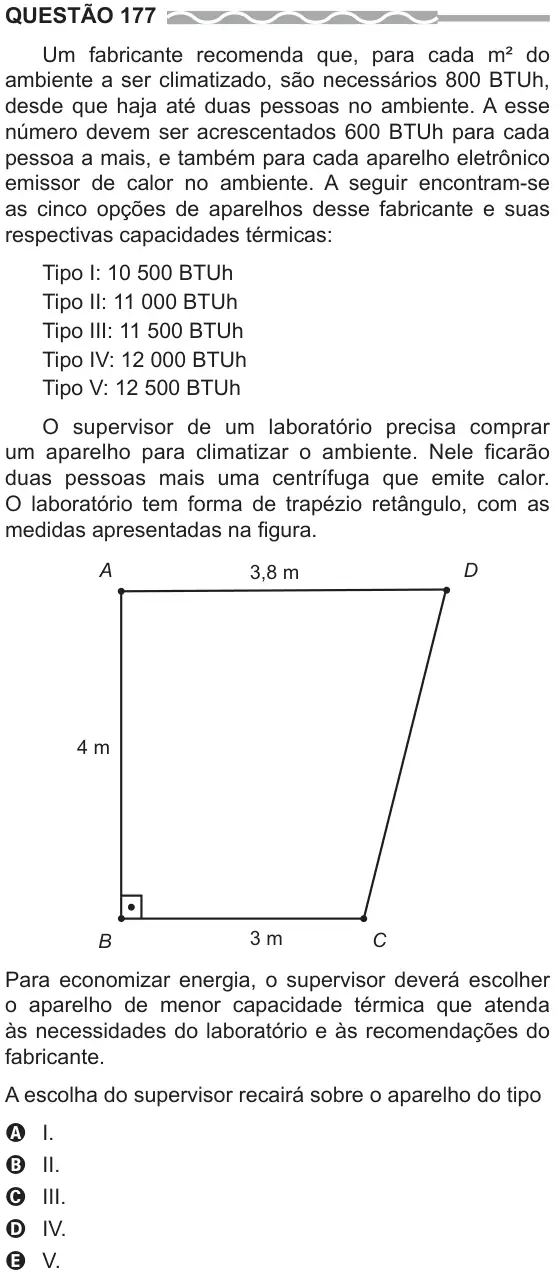 QUESTÃO 177
Um fabricante recomenda que, para cada m² do
ambiente a ser climatizado, são necessários 800 BTUh,
desde que haja até duas pessoas no ambiente. A esse
número devem ser acrescentados 600 BTUh para cada
pessoa a mais, e também para cada aparelho eletrônico
emissor de calor no ambiente. A seguir encontram-se
as cinco opções de aparelhos desse fabricante e suas
respectivas capacidades térmicas:
Tipo I: 10 500 BTUh
Tipo II: 11 000 BTUh
Tipo III: 11 500 BTUh
Tipo IV: 12 000 BTUh
Tipo V: 12 500 BTUh
O supervisor de um laboratório precisa comprar
um aparelho para climatizar o ambiente. Nele ficarão
duas pessoas mais uma centrífuga que emite calor.
O laboratório tem forma de trapézio retângulo, com as
medidas apresentadas na figura.
A 3,8 m D
4 m
B 3 m C
Para economizar energia, o supervisor deverá escolher
o aparelho de menor capacidade térmica que atenda
às necessidades do laboratório e às recomendações do
fabricante.
A escolha do supervisor recairá sobre o aparelho do tipo
A I.
B II.
C III.
D IV.
E V.